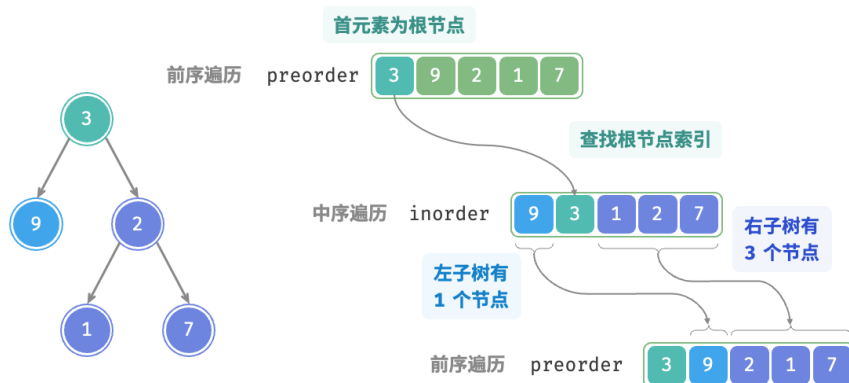 首元素为根节点
前序遍历 preorder 3 9 2 1 7
3
查找根节点索引
9 2
中序遍历 inorder 9 3 1 2 7
左子树有
1 个节点
右子树有
3 个节点
1 7
前序遍历 preorder 3 9 2 1 7